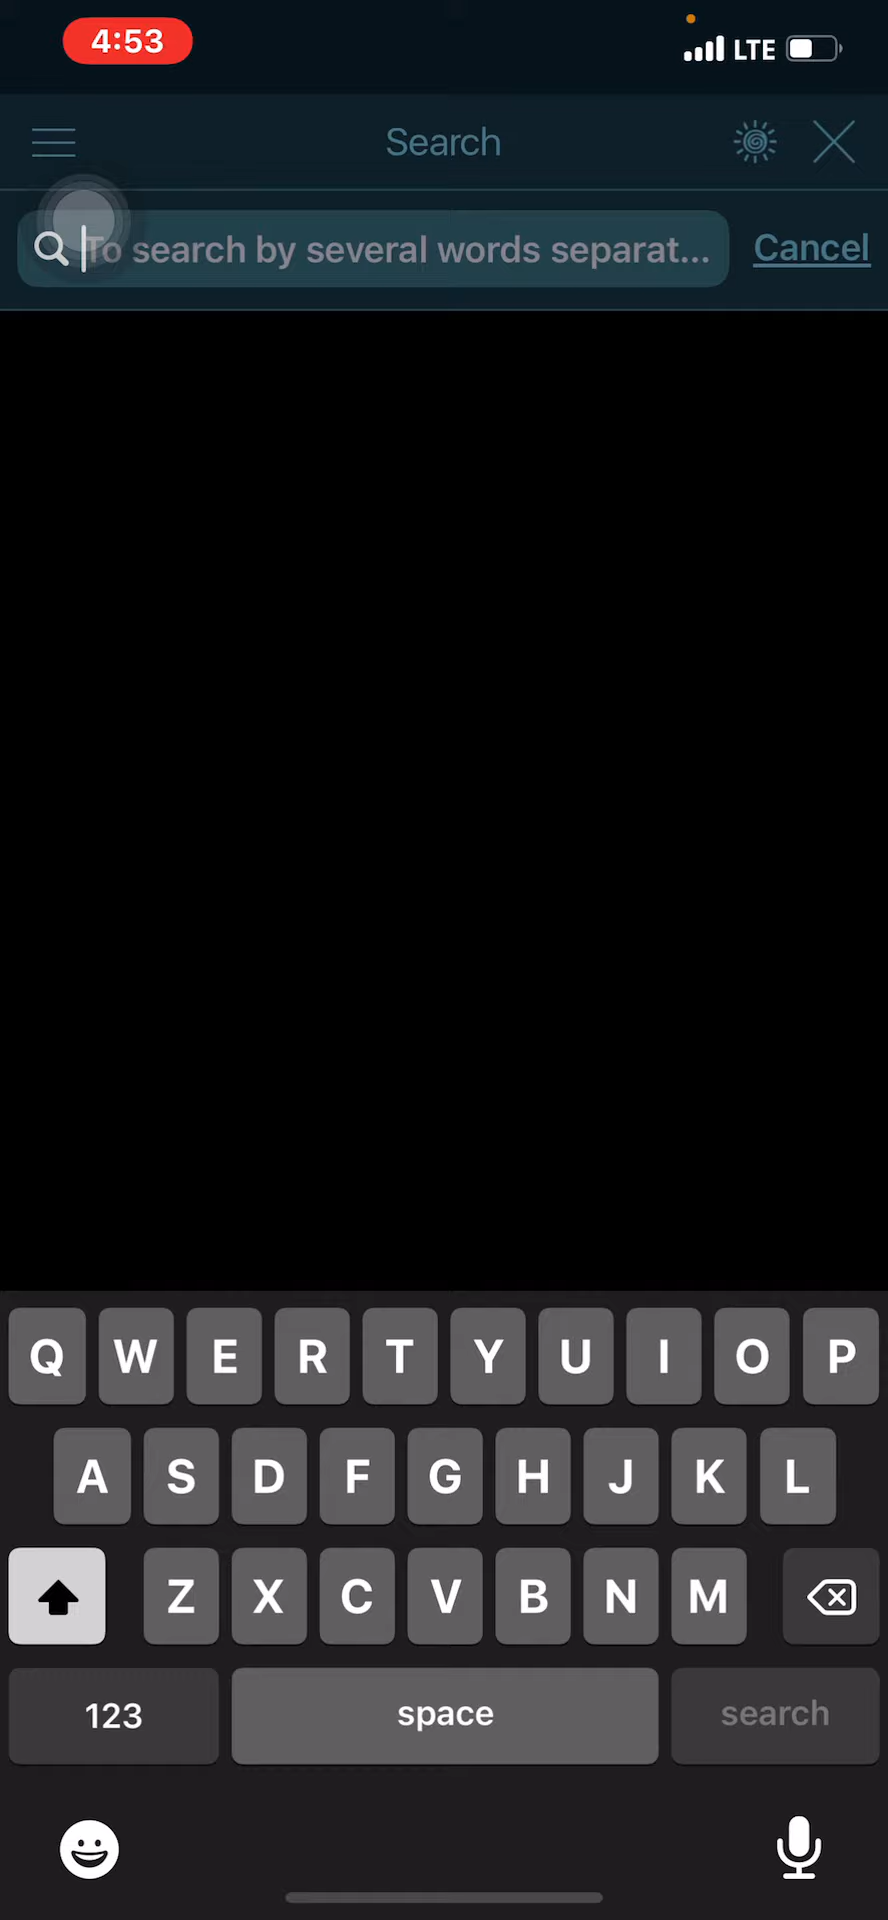 4:53
LTE
Search
To search by several words separat...
Cancel
Q W E R T Y U I O P
A S D F G H J K L
Z X C V B N M
123 space search